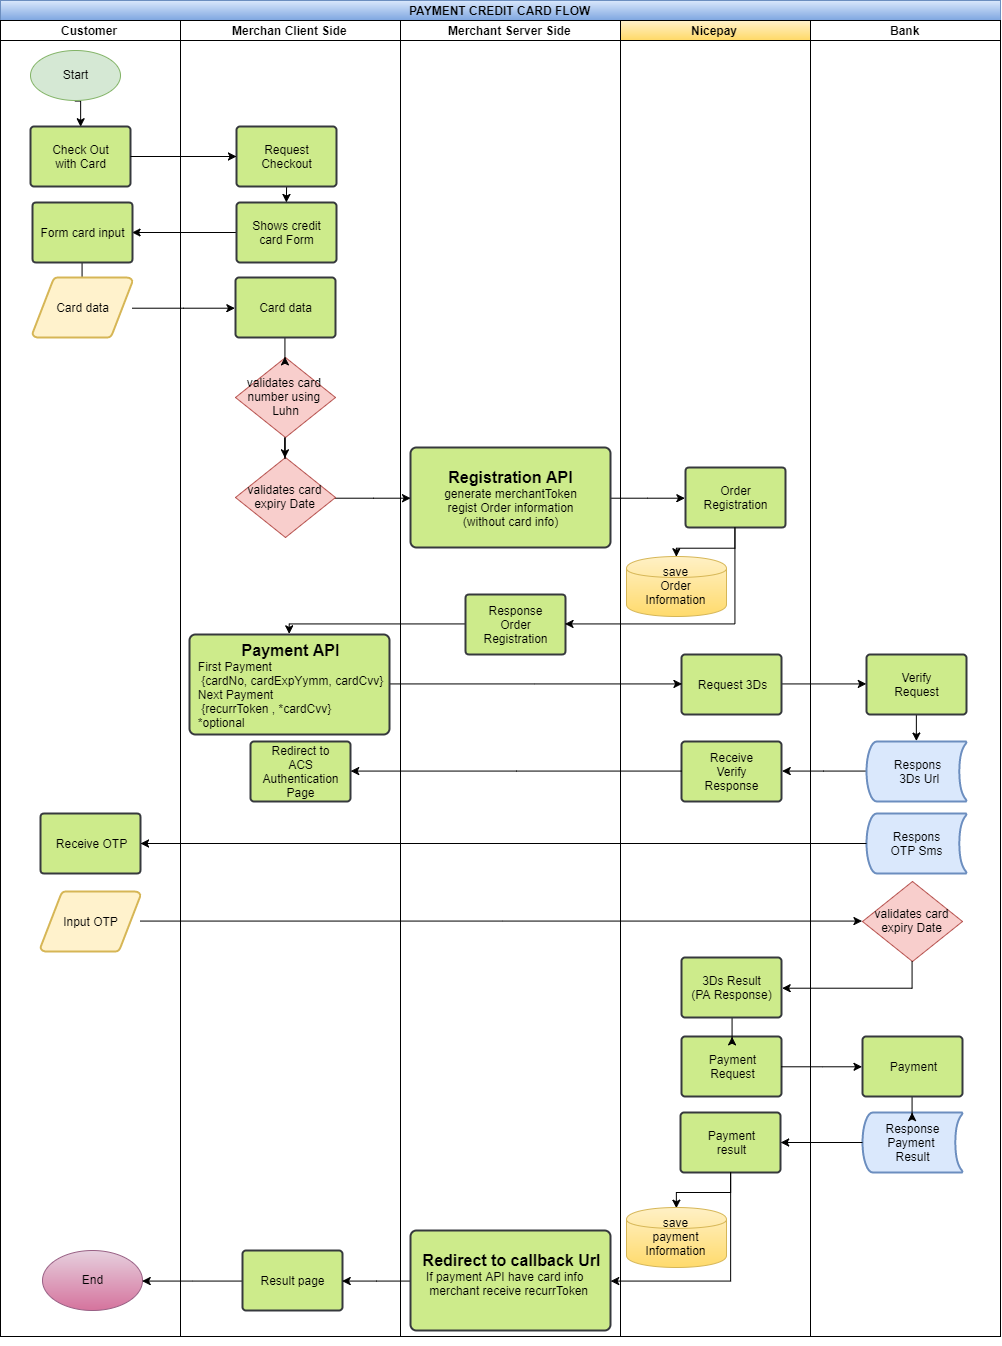 PAYMENT CREDIT CARD FLOW
Customer
Merchan Client Side
Merchant Server Side
Nicepay
Bank
Start
Check Out
with Card
Request
Checkout
Form card input
Shows credit
card Form
Card data
Card data
validates card
number using
Luhn
validates card
expiry Date
Registration API
generate merchantToken
regist Order information
(without card info)
Order
Registration
save
Order
Information
Response
Order
Registration
Payment API
First Payment
{cardNo, cardExpYymm, cardCvv}
Next Payment
{recurrToken , *cardCvv}
*optional
Request 3Ds
Verify
Request
Redirect to
ACS
Authentication
Page
Receive
Verify
Response
Respons
3Ds Url
Receive OTP
Respons
OTP Sms
Input OTP
validates card
expiry Date
3Ds Result
(PA Response)
Payment
Request
Payment
Payment
result
Response
Payment
Result
save
payment
Information
End
Result page
Redirect to callback Url
If payment API have card info
merchant receive recurrToken